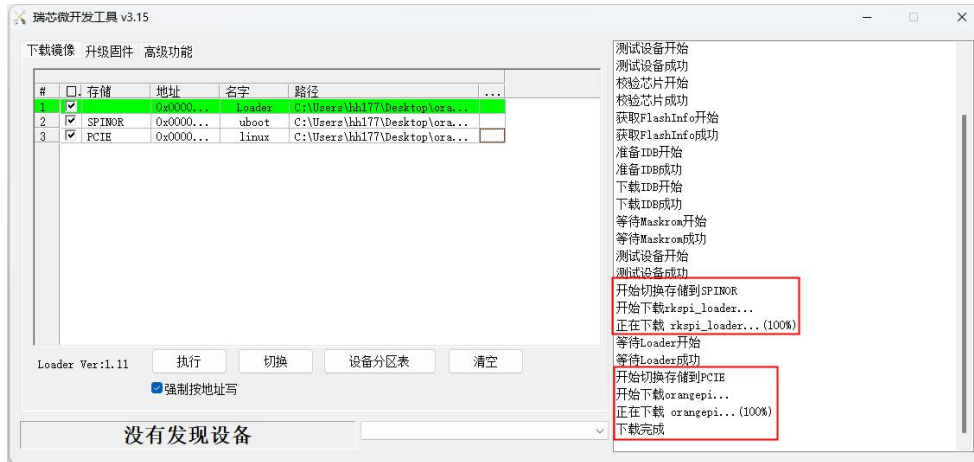 瑞芯微开发工具 v3.15
下载镜像 升级固件 高级功能
# 存储 地址 名字 路径 ...
1 0x0000... Loader C:\Users\hh177\Desktop\ora...
2 SPINOR 0x0000... uboot C:\Users\hh177\Desktop\ora...
3 PCIE 0x0000... linux C:\Users\hh177\Desktop\ora...
Loader Ver:1.11 执行 切换 设备分区表 清空
强制按地址写
没有发现设备
测试设备开始
测试设备成功
校验芯片开始
校验芯片成功
获取FlashInfo开始
获取FlashInfo成功
准备IDB开始
准备IDB成功
下载IDB开始
下载IDB成功
等待Maskrom开始
等待Maskrom成功
测试设备开始
测试设备成功
开始切换存储到SPINOR
开始下载rkspi_loader...
正在下载 rkspi_loader...(100%)
等待Loader开始
等待Loader成功
开始切换存储到PCIE
开始下载orangepi...
正在下载 orangepi...(100%)
下载完成